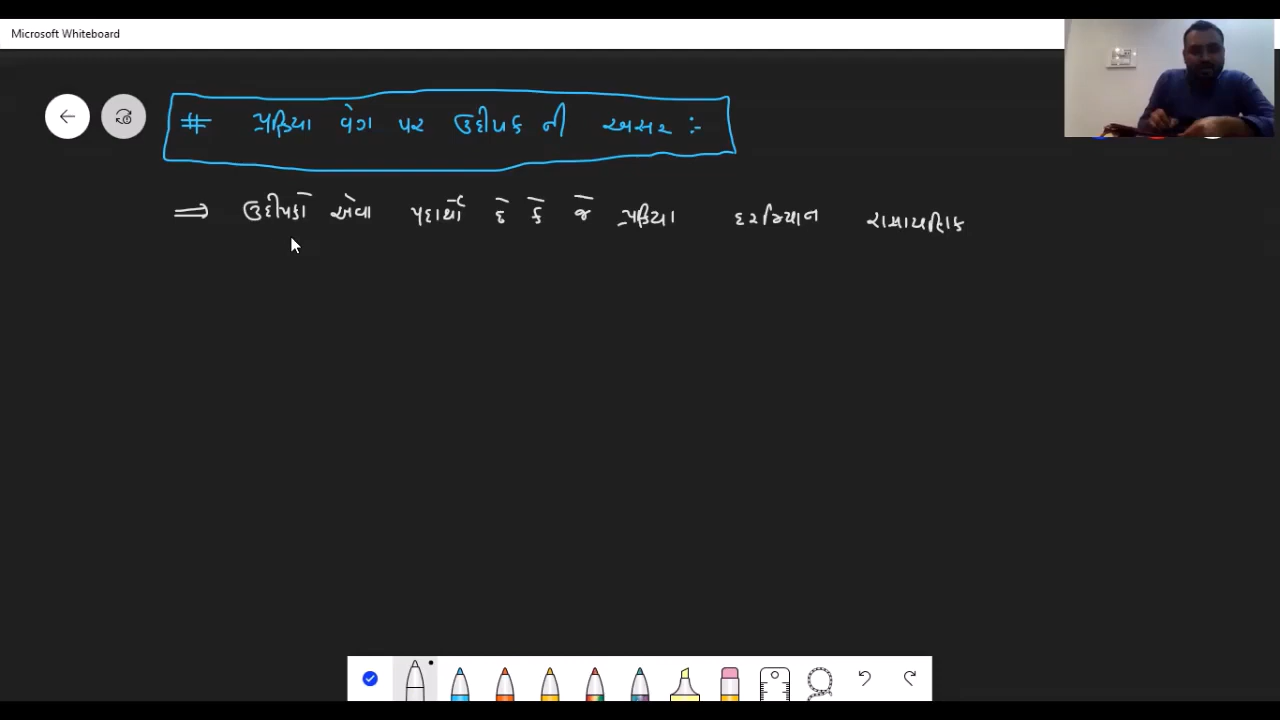 Microsoft Whiteboard
# પ્રક્રિયા વેગ પર ઉદ્દીપક ની અસર :-
⇒ ઉદ્દીપકો એવા પદાર્થો છે કે જે પ્રક્રિયા દરમિયાન રાસાયણિક